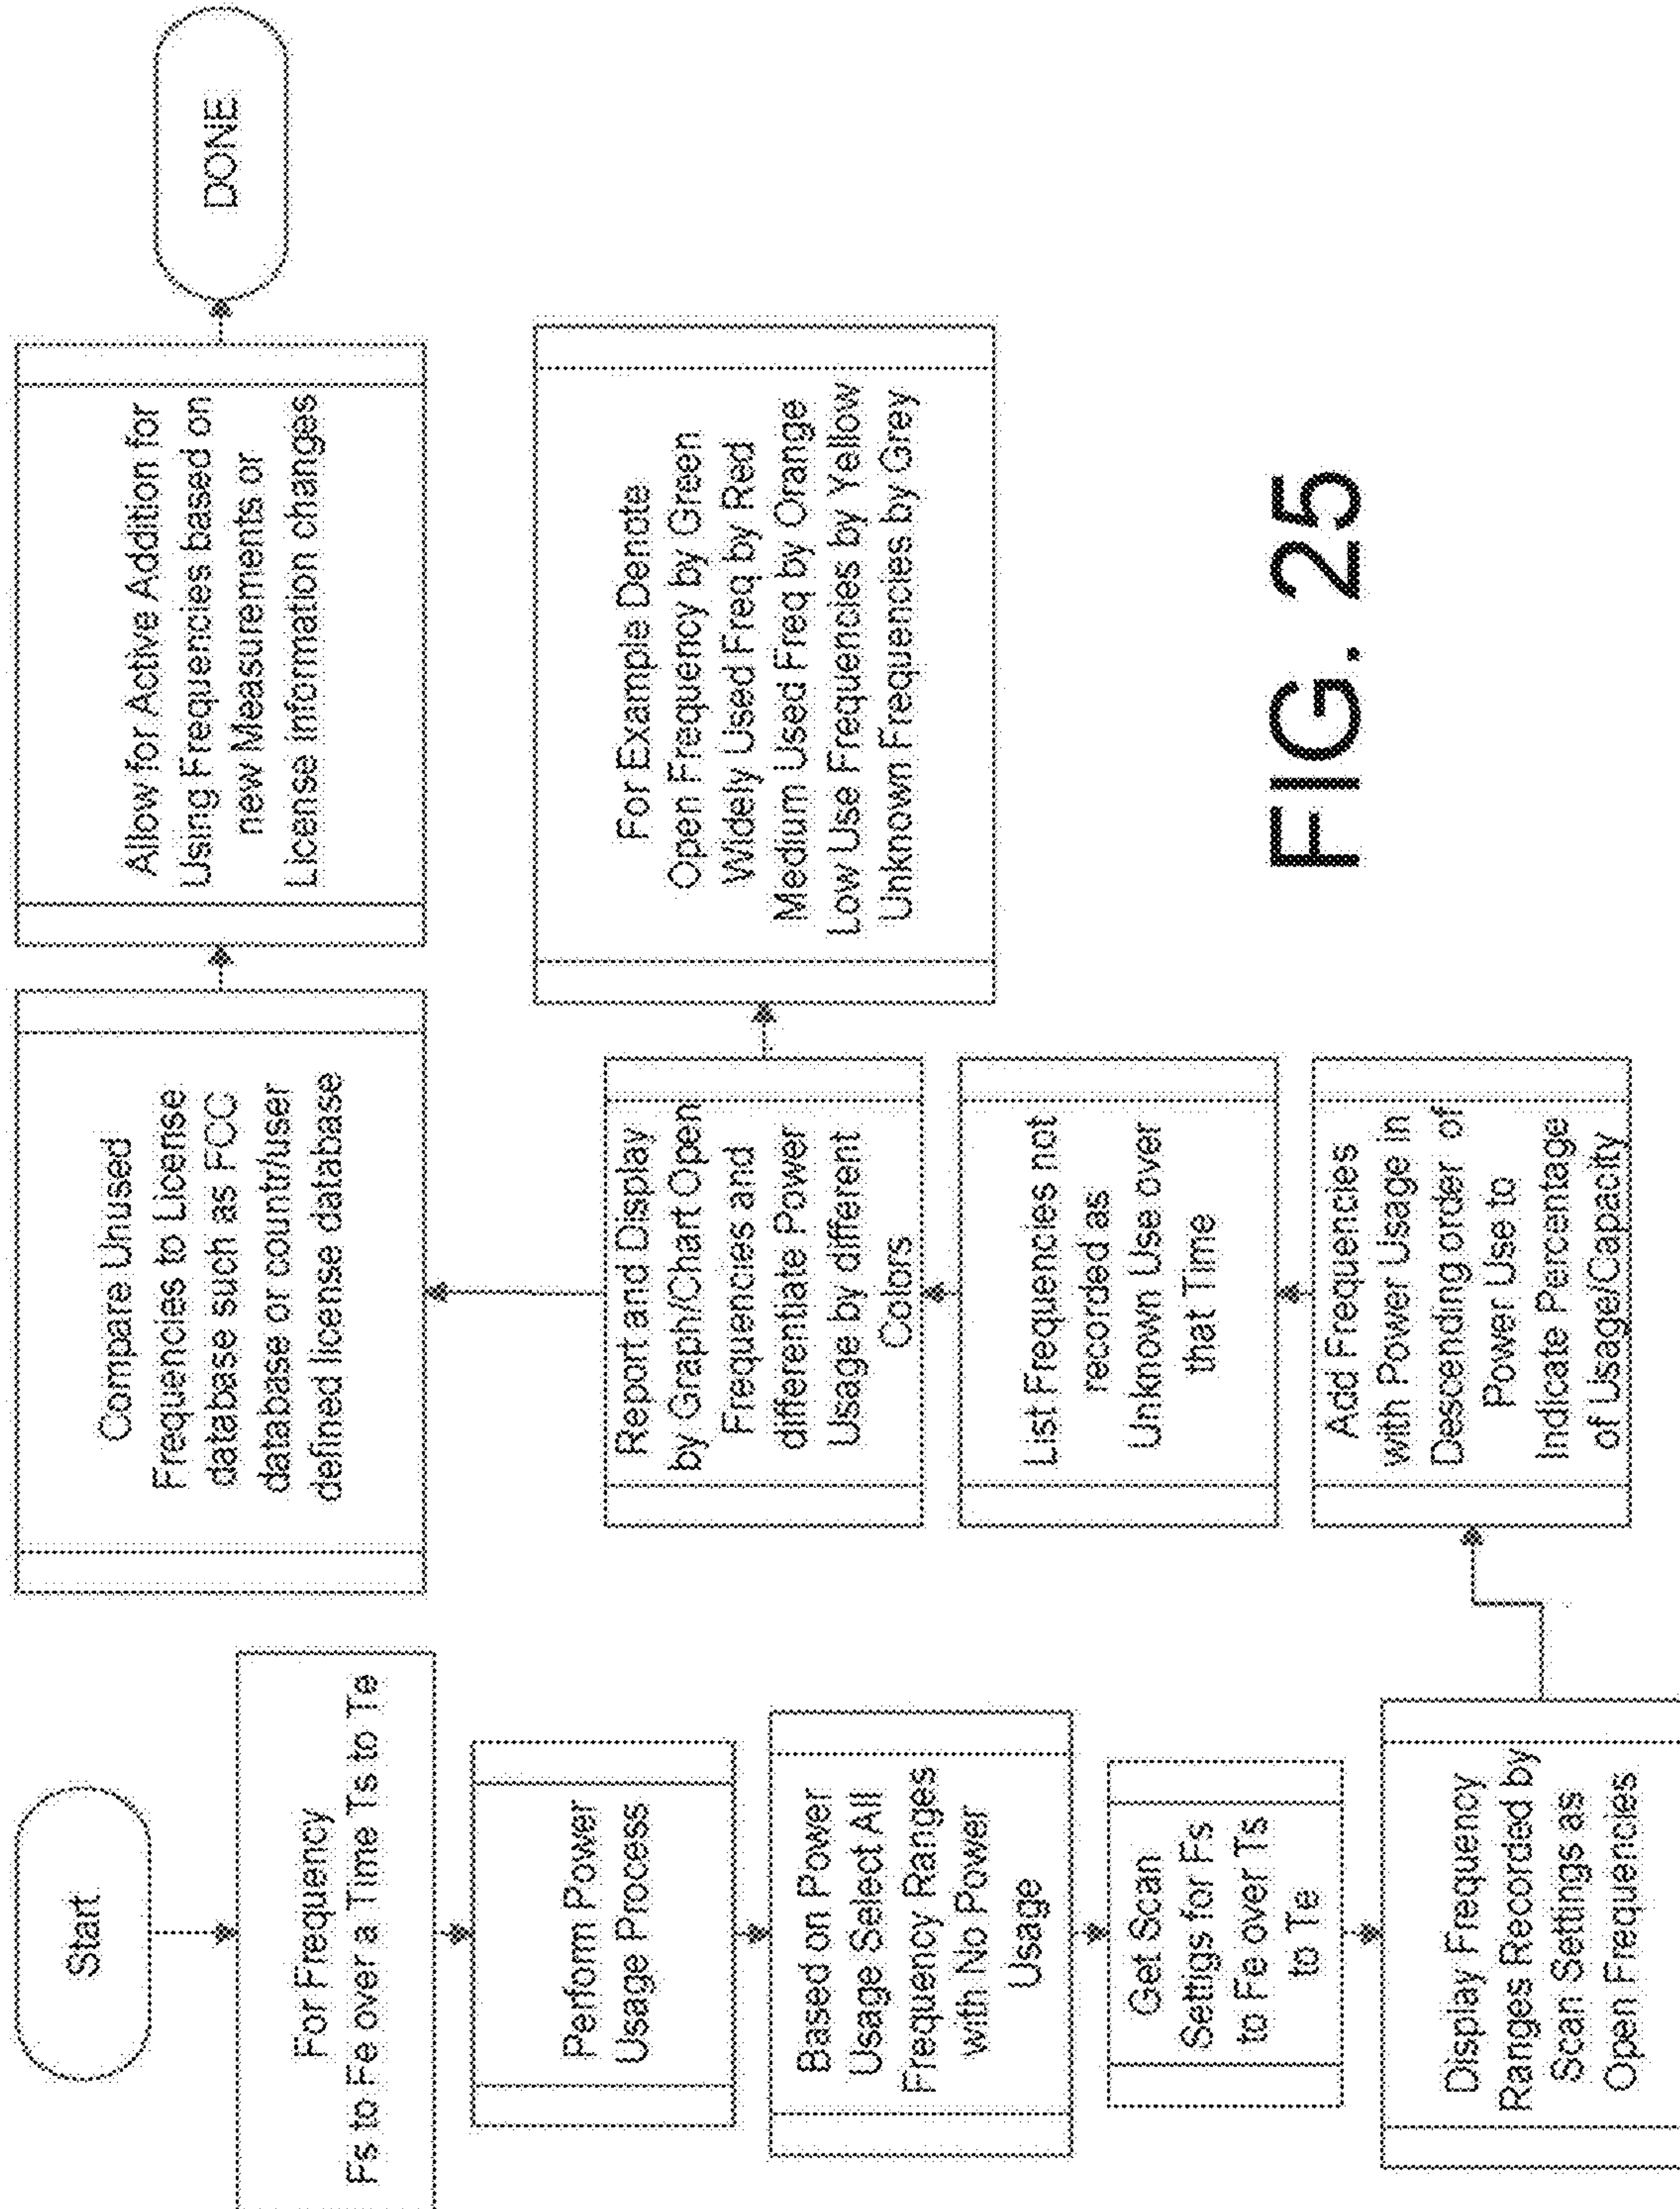 Start
For Frequency
Fs to Fe over a Time Ts to Te
Perform Power
Usage Process
Based on Power
Usage Select All
Frequency Ranges
with No Power
Usage
Get Scan
Settigs for Fs
to Fe over Ts
to Te
Display Frequency
Ranges Recorded by
Scan Settings as
Open Frequencies
Add Frequencies
with Power Usage in
Descending order of
Power Use to
Indicate Percentage
of Usage/Capacity
List Frequencies not
recorded as
Unknown Use over
that Time
Report and Display
by Graph/Chart Open
Frequencies and
differentiate Power
Usage by different
Colors
For Example Denote
Open Frequency by Green
Widely Used Freq by Red
Medium Used Freq by Orange
Low Use Frequencies by Yellow
Unknown Frequencies by Grey
Compare Unused
Frequencies to License
database such as FCC
database or countr/user
defined license database
Allow for Active Addition for
Using Frequencies based on
new Measurements or
License information changes
DONE
FIG. 25